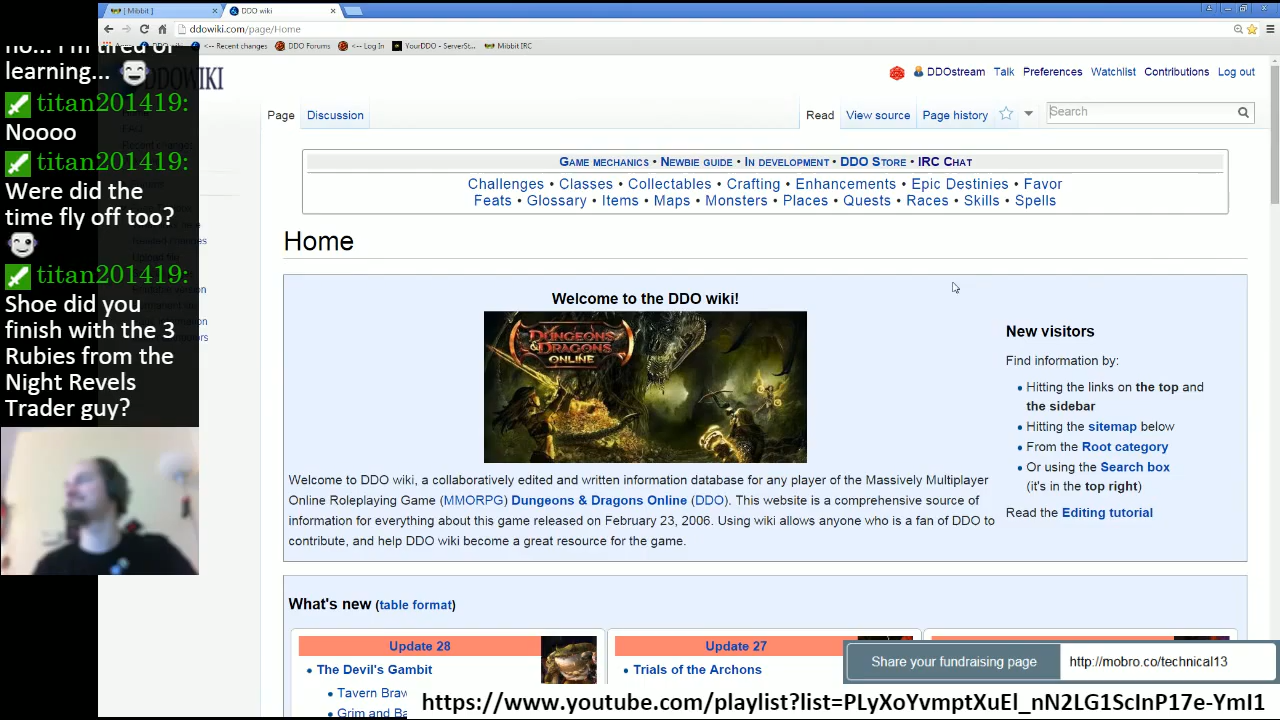 [ Mibbit ]
DDO wiki
ddowiki.com/page/Home
<-- Recent changes
DDO Forums
<-- Log In
YourDDO - ServerSt...
Mibbit IRC
no... I'm tired of
learning...
titan201419:
Noooo
titan201419:
Were did the
time fly off too?
titan201419:
Shoe did you
finish with the 3
Rubies from the
Night Revels
Trader guy?
DDOWIKI
DDOstream Talk Preferences Watchlist Contributions Log out
Page Discussion Read View source Page history Search
Game mechanics • Newbie guide • In development • DDO Store • IRC Chat
Challenges • Classes • Collectables • Crafting • Enhancements • Epic Destinies • Favor
Feats • Glossary • Items • Maps • Monsters • Places • Quests • Races • Skills • Spells
Home
Welcome to the DDO wiki!
DUNGEONS
& DRAGONS
ONLINE
Welcome to DDO wiki, a collaboratively edited and written information database for any player of the Massively Multiplayer
Online Roleplaying Game (MMORPG) Dungeons & Dragons Online (DDO). This website is a comprehensive source of
information for everything about this game released on February 23, 2006. Using wiki allows anyone who is a fan of DDO to
contribute, and help DDO wiki become a great resource for the game.
New visitors
Find information by:
• Hitting the links on the top and
the sidebar
• Hitting the sitemap below
• From the Root category
• Or using the Search box
(it's in the top right)
Read the Editing tutorial
What's new (table format)
Update 28
• The Devil's Gambit
• Tavern Braw
• Grim and Ba
Update 27
• Trials of the Archons
Share your fundraising page
http://mobro.co/technical13
https://www.youtube.com/playlist?list=PLyXoYvmptXuEl_nN2LG1ScInP17e-YmI1